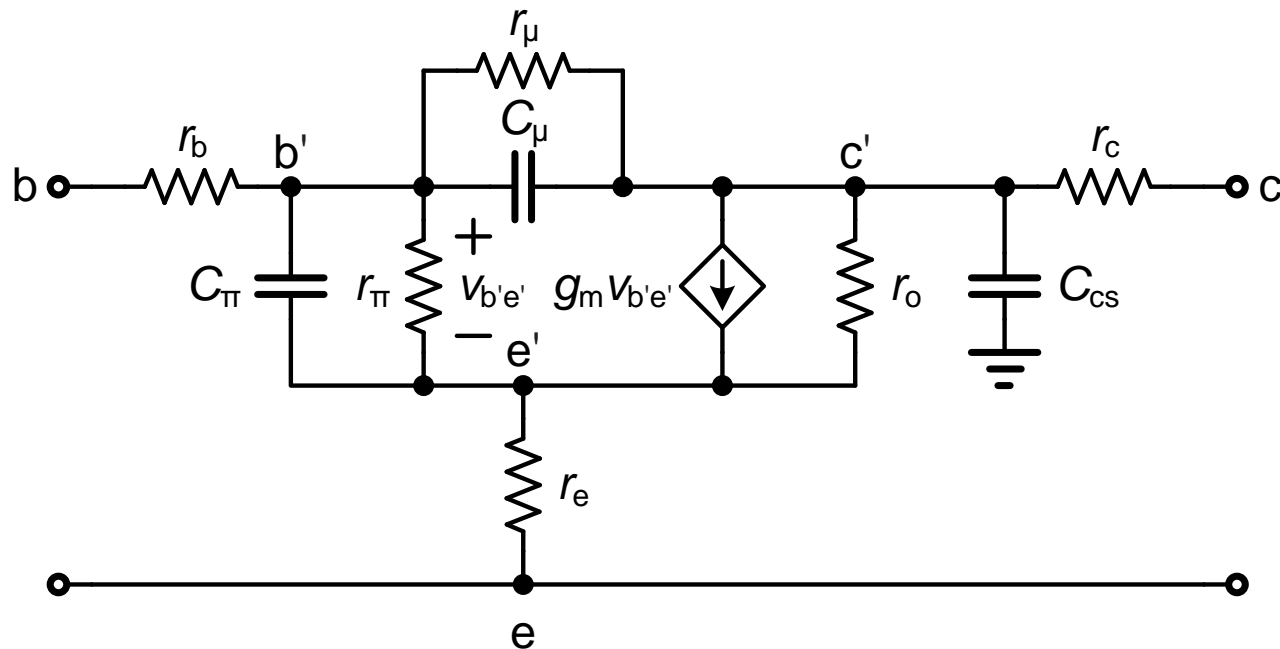 rμ
Cμ
rb
b'
c'
rc
b
c
+
Cπ
rπ
vb'e'
gmvb'e'
ro
Ccs
−
e'
re
e